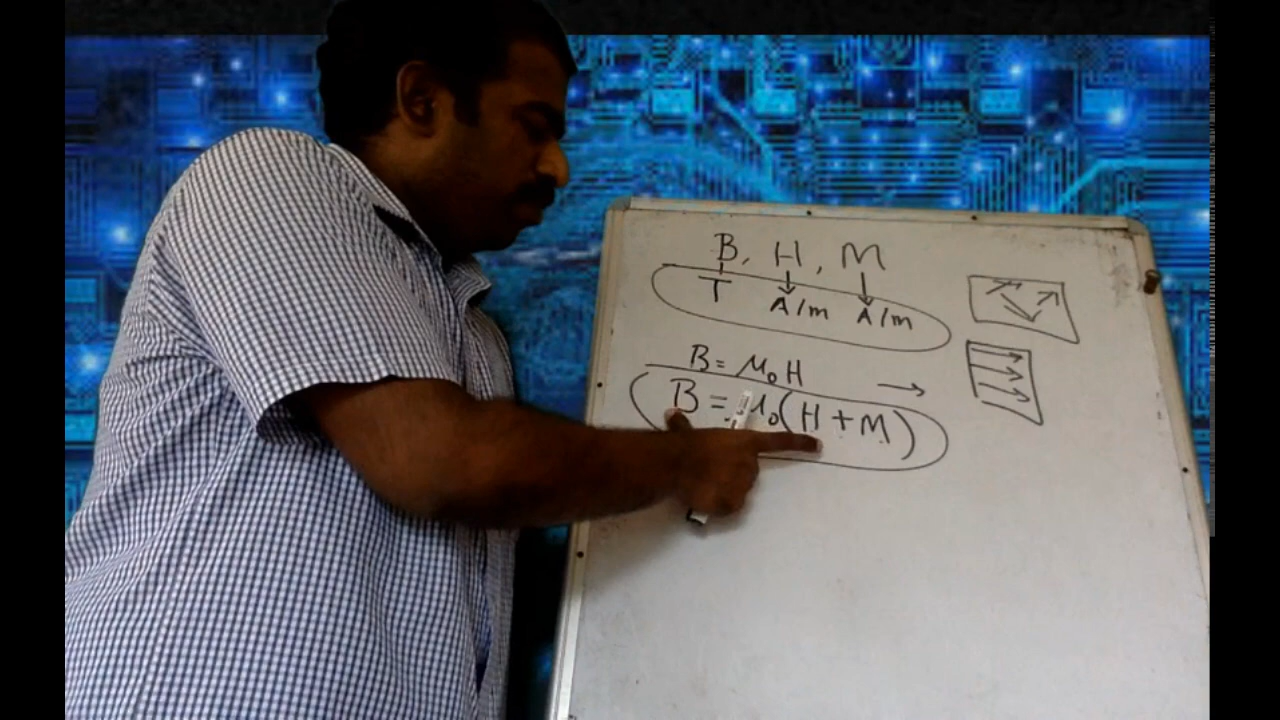 B, H, M
T A/m A/m
B = μ₀H
B = μ₀(H + M)